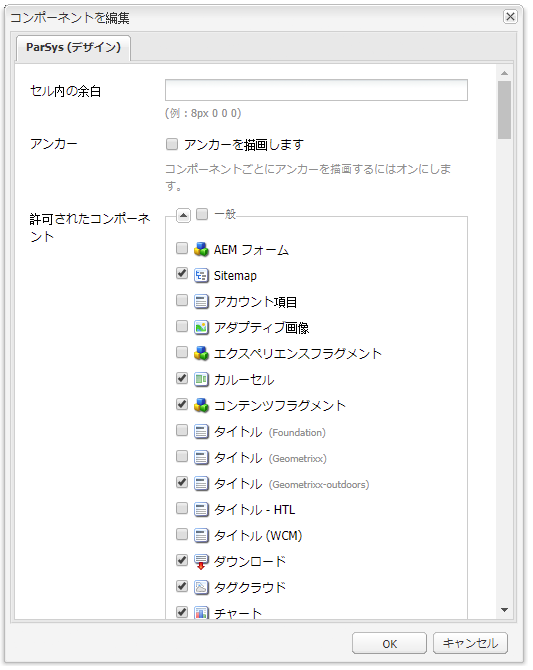 コンポーネントを編集
ParSys (デザイン)
セル内の余白
(例 : 8px 0 0 0)
アンカー
アンカーを描画します
コンポーネントごとにアンカーを描画するにはオンにしま
す。
許可されたコンポーネ
ント
一般
AEM フォーム
Sitemap
アカウント項目
アダプティブ画像
エクスペリエンスフラグメント
カルーセル
コンテンツフラグメント
タイトル (Foundation)
タイトル (Geometrixx)
タイトル (Geometrixx-outdoors)
タイトル - HTL
タイトル (WCM)
ダウンロード
タグクラウド
チャート
OK
キャンセル